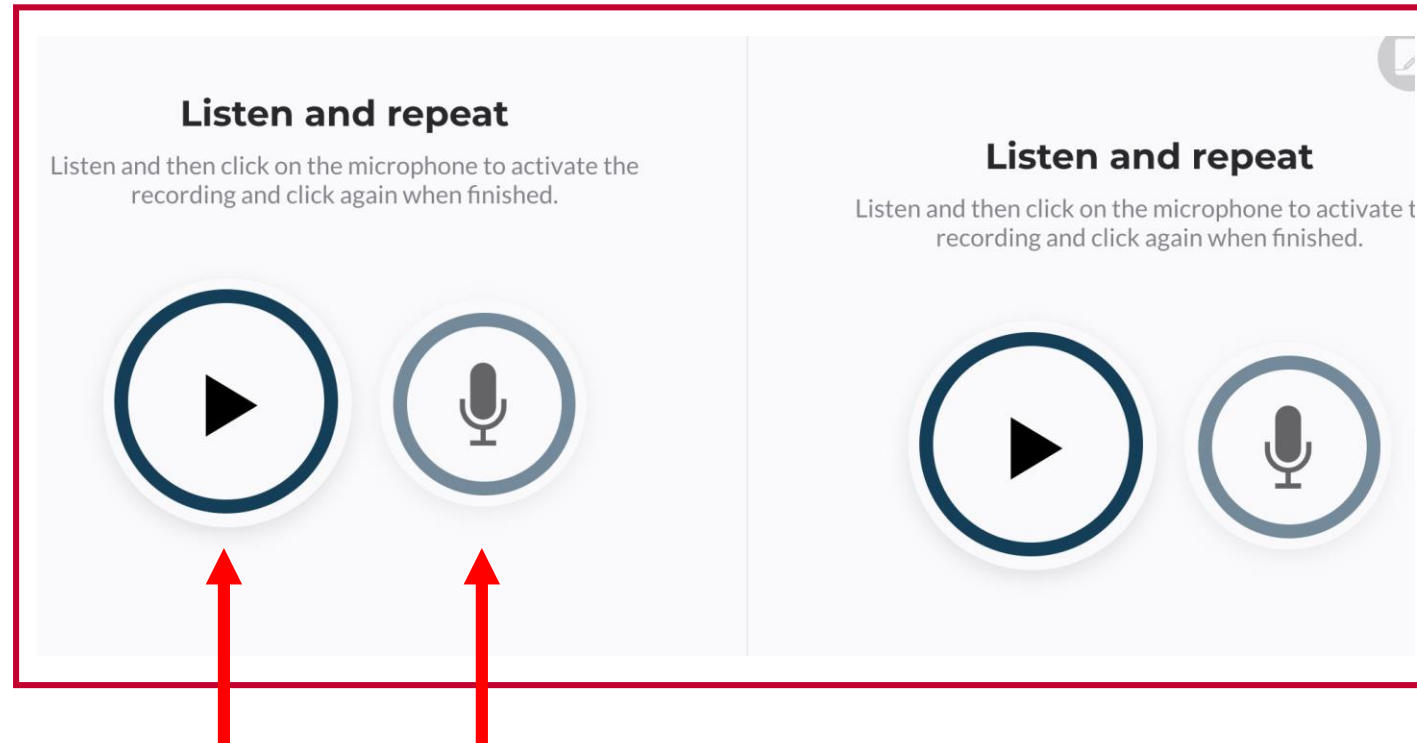 Listen and repeat
Listen and then click on the microphone to activate the
recording and click again when finished.
Listen and repeat
Listen and then click on the microphone to activate t
recording and click again when finished.